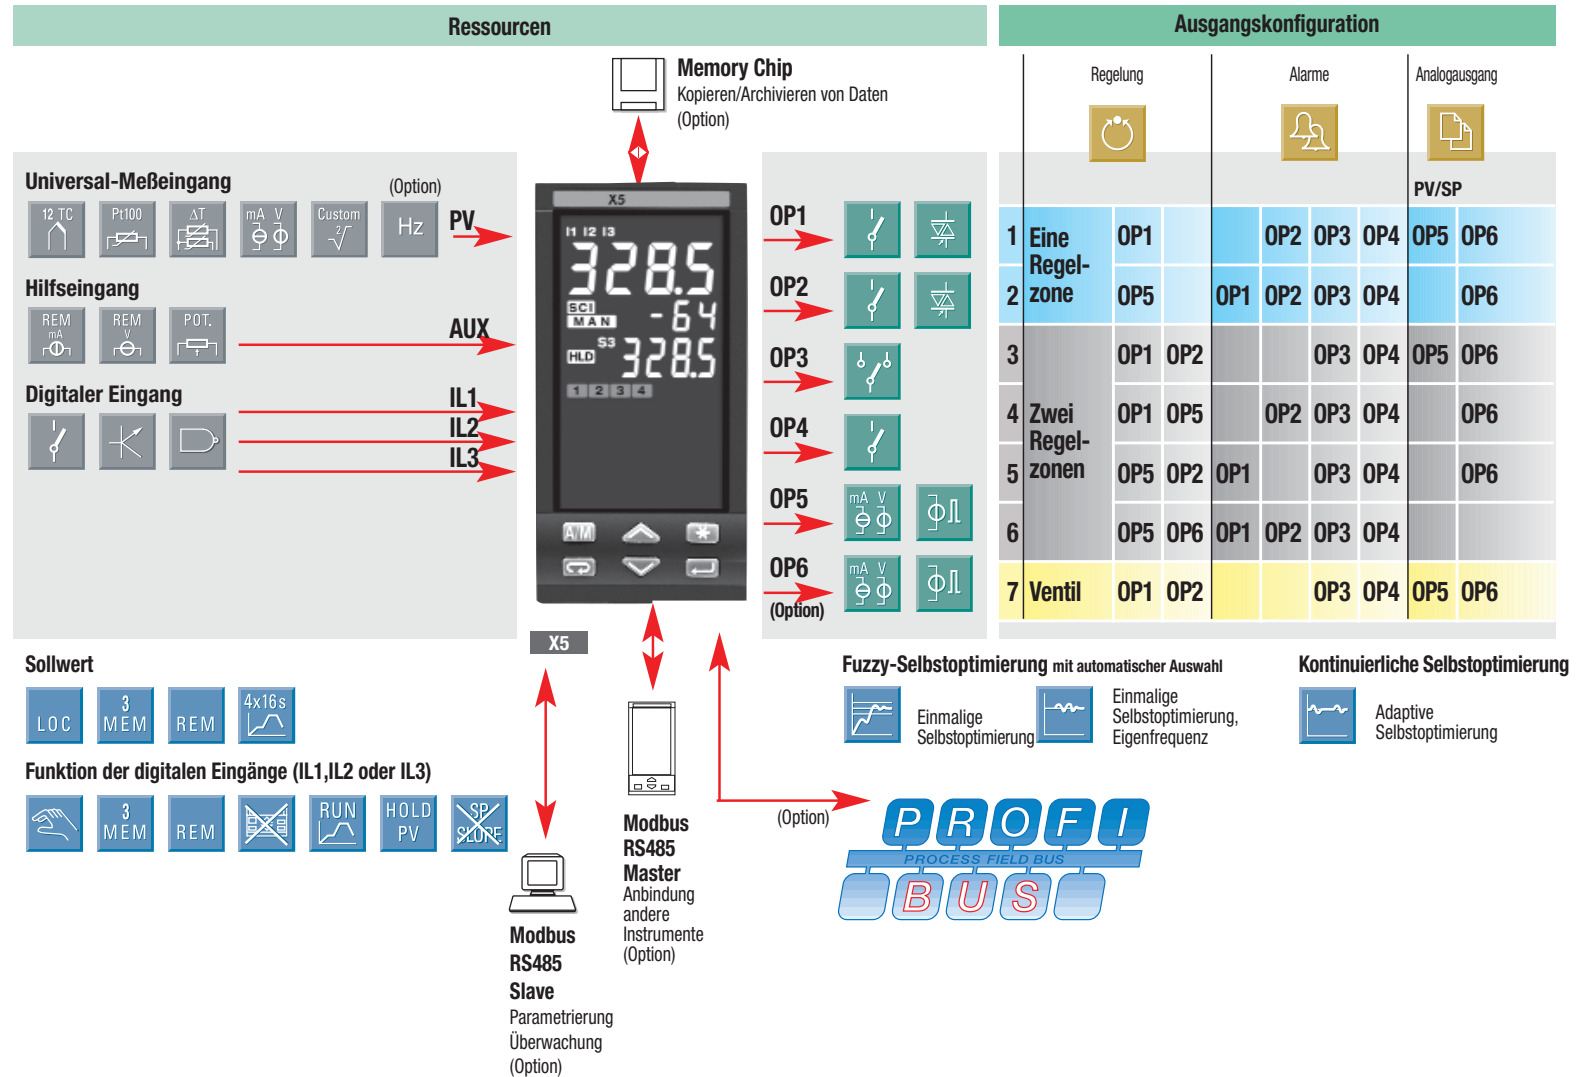 Ressourcen
Ausgangskonfiguration
Memory Chip
Kopieren/Archivieren von Daten
(Option)
Regelung
Alarme
Analogausgang
PV/SP
Universal-Meßeingang
(Option)
12 TC
Pt100
ΔT
mA V
Custom
2√
Hz
PV
Hilfseingang
REM
mA
REM
V
POT.
AUX
Digitaler Eingang
IL1
IL2
IL3
X5
I1 I2 I3
328.5
SCI
MAN
-64
S3
HLD
328.5
1 2 3 4
A/M
X5
OP1
OP2
OP3
OP4
OP5
mA V
OP6
mA V
(Option)
1 Eine Regel-zone OP1 OP2 OP3 OP4 OP5 OP6
2 OP5 OP1 OP2 OP3 OP4 OP6
3 OP1 OP2 OP3 OP4 OP5 OP6
4 Zwei Regel-zonen OP1 OP5 OP2 OP3 OP4 OP6
5 OP5 OP2 OP1 OP3 OP4 OP6
6 OP5 OP6 OP1 OP2 OP3 OP4
7 Ventil OP1 OP2 OP3 OP4 OP5 OP6
Sollwert
LOC
3
MEM
REM
4x16s
Funktion der digitalen Eingänge (IL1,IL2 oder IL3)
3
MEM
REM
RUN
HOLD
PV
SP
SLOPE
Modbus
RS485
Slave
Parametrierung
Überwachung
(Option)
Modbus
RS485
Master
Anbindung
andere
Instrumente
(Option)
Fuzzy-Selbstoptimierung mit automatischer Auswahl
Einmalige
Selbstoptimierung
Einmalige
Selbstoptimierung,
Eigenfrequenz
Kontinuierliche Selbstoptimierung
Adaptive
Selbstoptimierung
(Option)
PROFI
PROCESS FIELD BUS
BUS